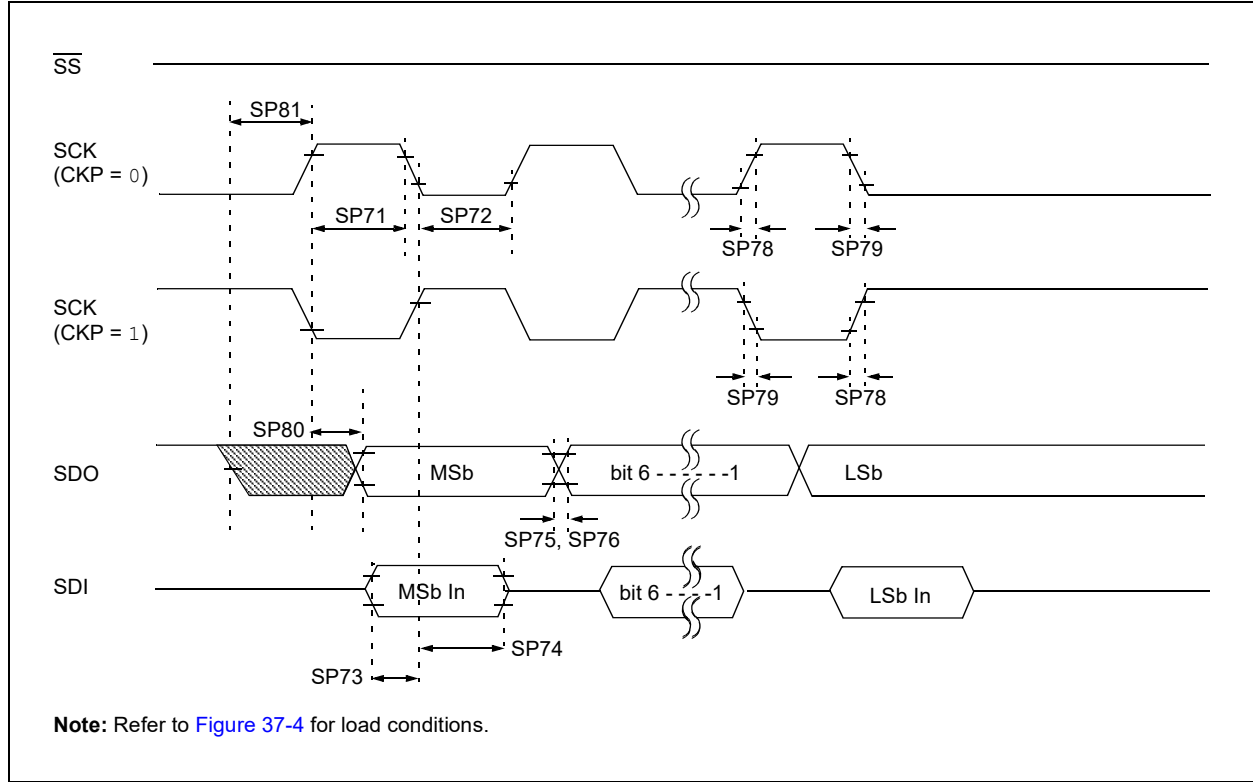 SS
SP81
SCK
(CKP = 0)
SP71
SP72
SP78
SP79
SCK
(CKP = 1)
SP79
SP78
SP80
SDO
MSb
bit 6 - - - - - - -1
LSb
SP75, SP76
SDI
MSb In
bit 6 - - - -1
LSb In
SP74
SP73
Note: Refer to Figure 37-4 for load conditions.